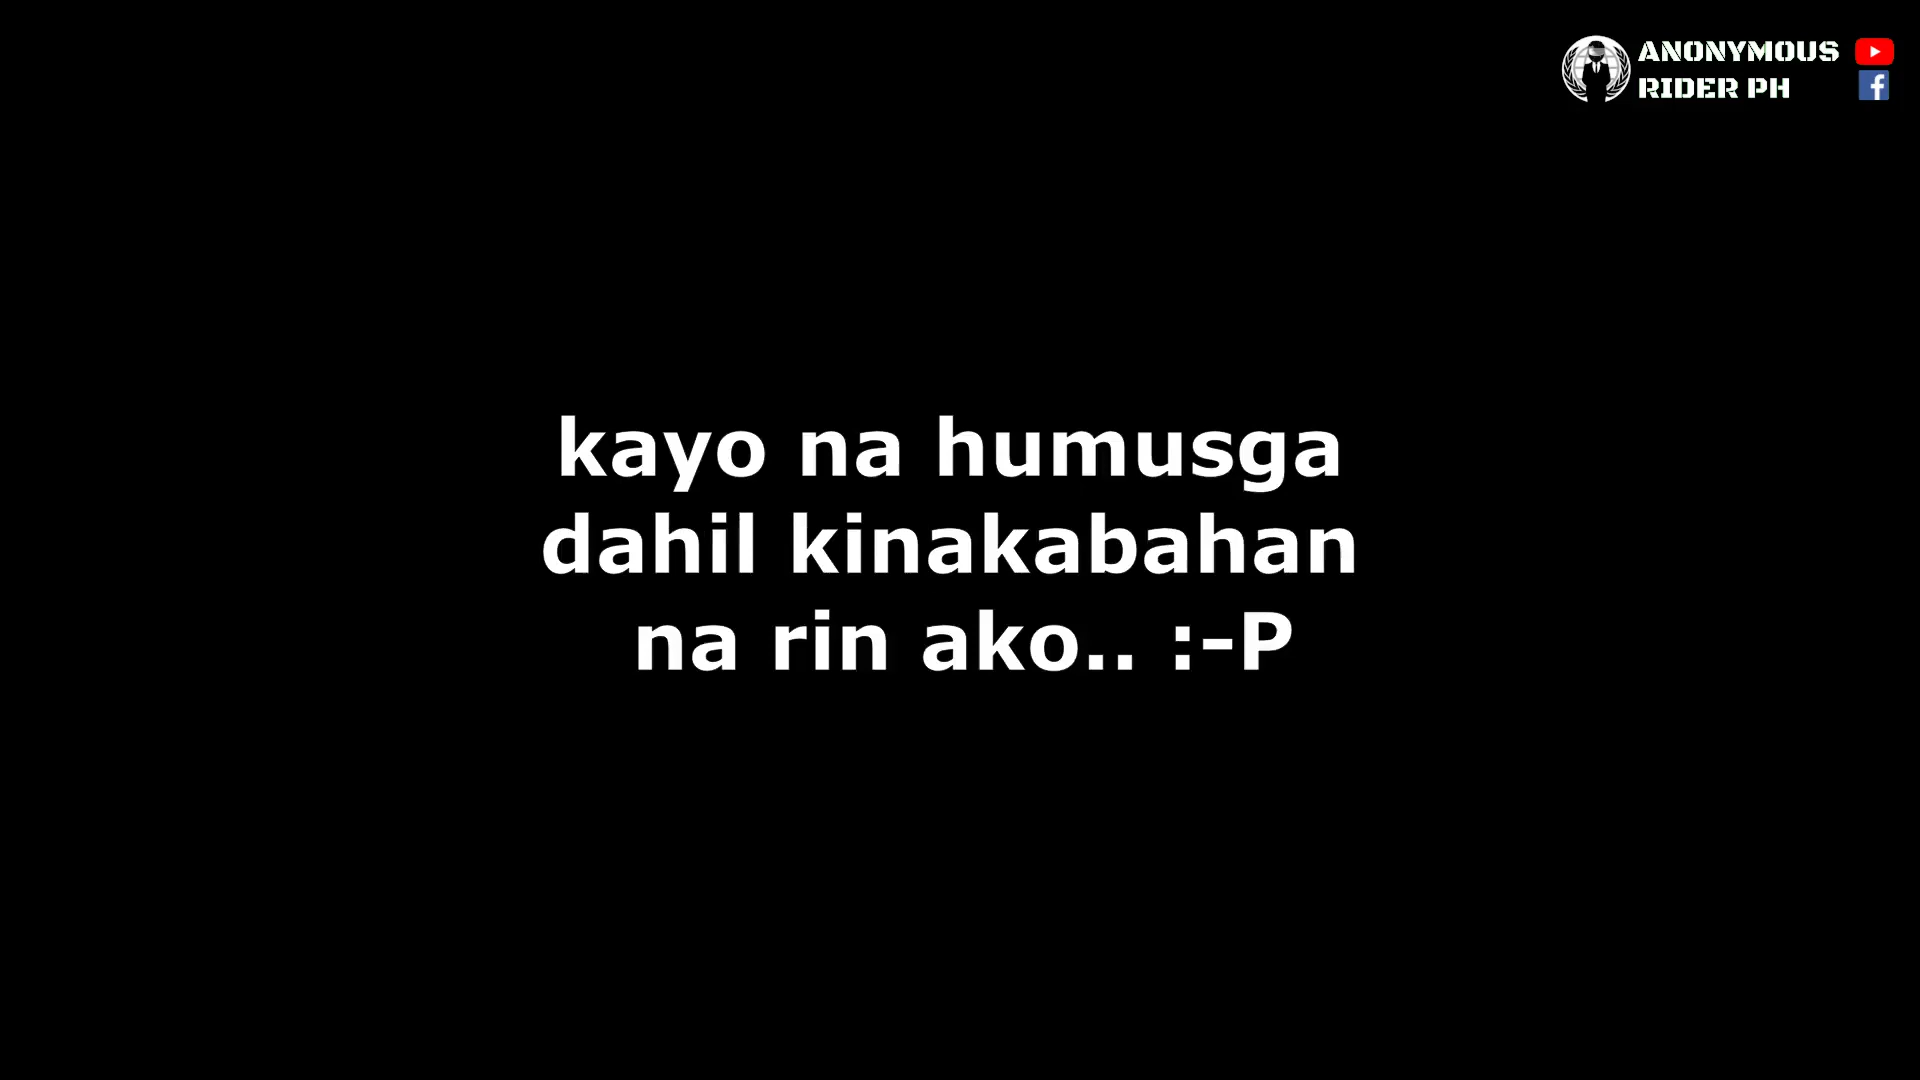 ANONYMOUS
RIDER PH
kayo na humusga
dahil kinakabahan
na rin ako.. :-P